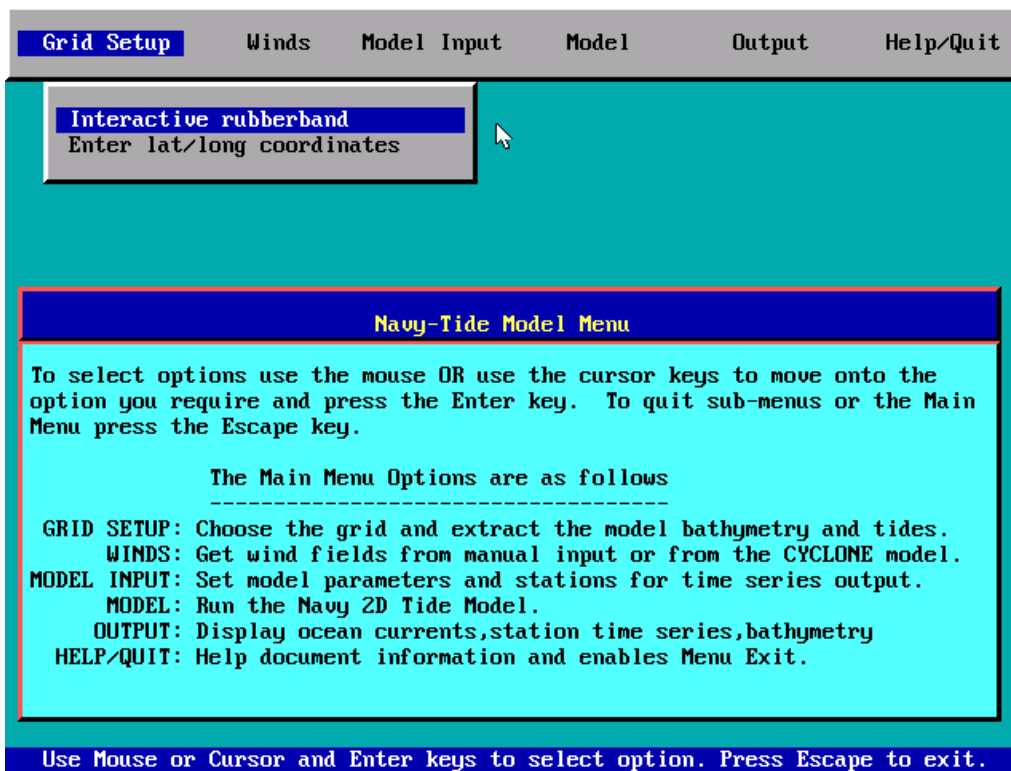 Grid Setup Winds Model Input Model Output Help/Quit
Interactive rubberband
Enter lat/long coordinates
Navy-Tide Model Menu
To select options use the mouse OR use the cursor keys to move onto the
option you require and press the Enter key. To quit sub-menus or the Main
Menu press the Escape key.
The Main Menu Options are as follows
--------------------------------------
GRID SETUP: Choose the grid and extract the model bathymetry and tides.
WINDS: Get wind fields from manual input or from the CYCLONE model.
MODEL INPUT: Set model parameters and stations for time series output.
MODEL: Run the Navy 2D Tide Model.
OUTPUT: Display ocean currents,station time series,bathymetry
HELP/QUIT: Help document information and enables Menu Exit.
Use Mouse or Cursor and Enter keys to select option. Press Escape to exit.